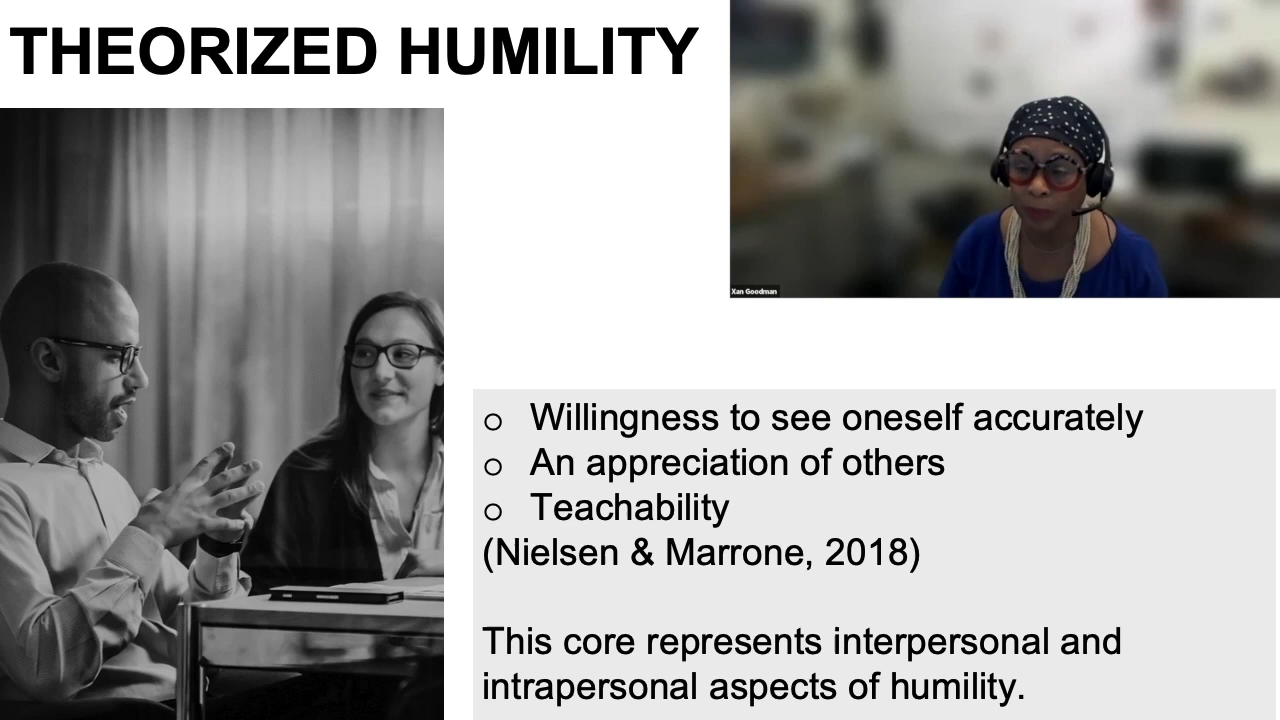 THEORIZED HUMILITY
Xan Goodman
o Willingness to see oneself accurately
o An appreciation of others
o Teachability
(Nielsen & Marrone, 2018)
This core represents interpersonal and
intrapersonal aspects of humility.